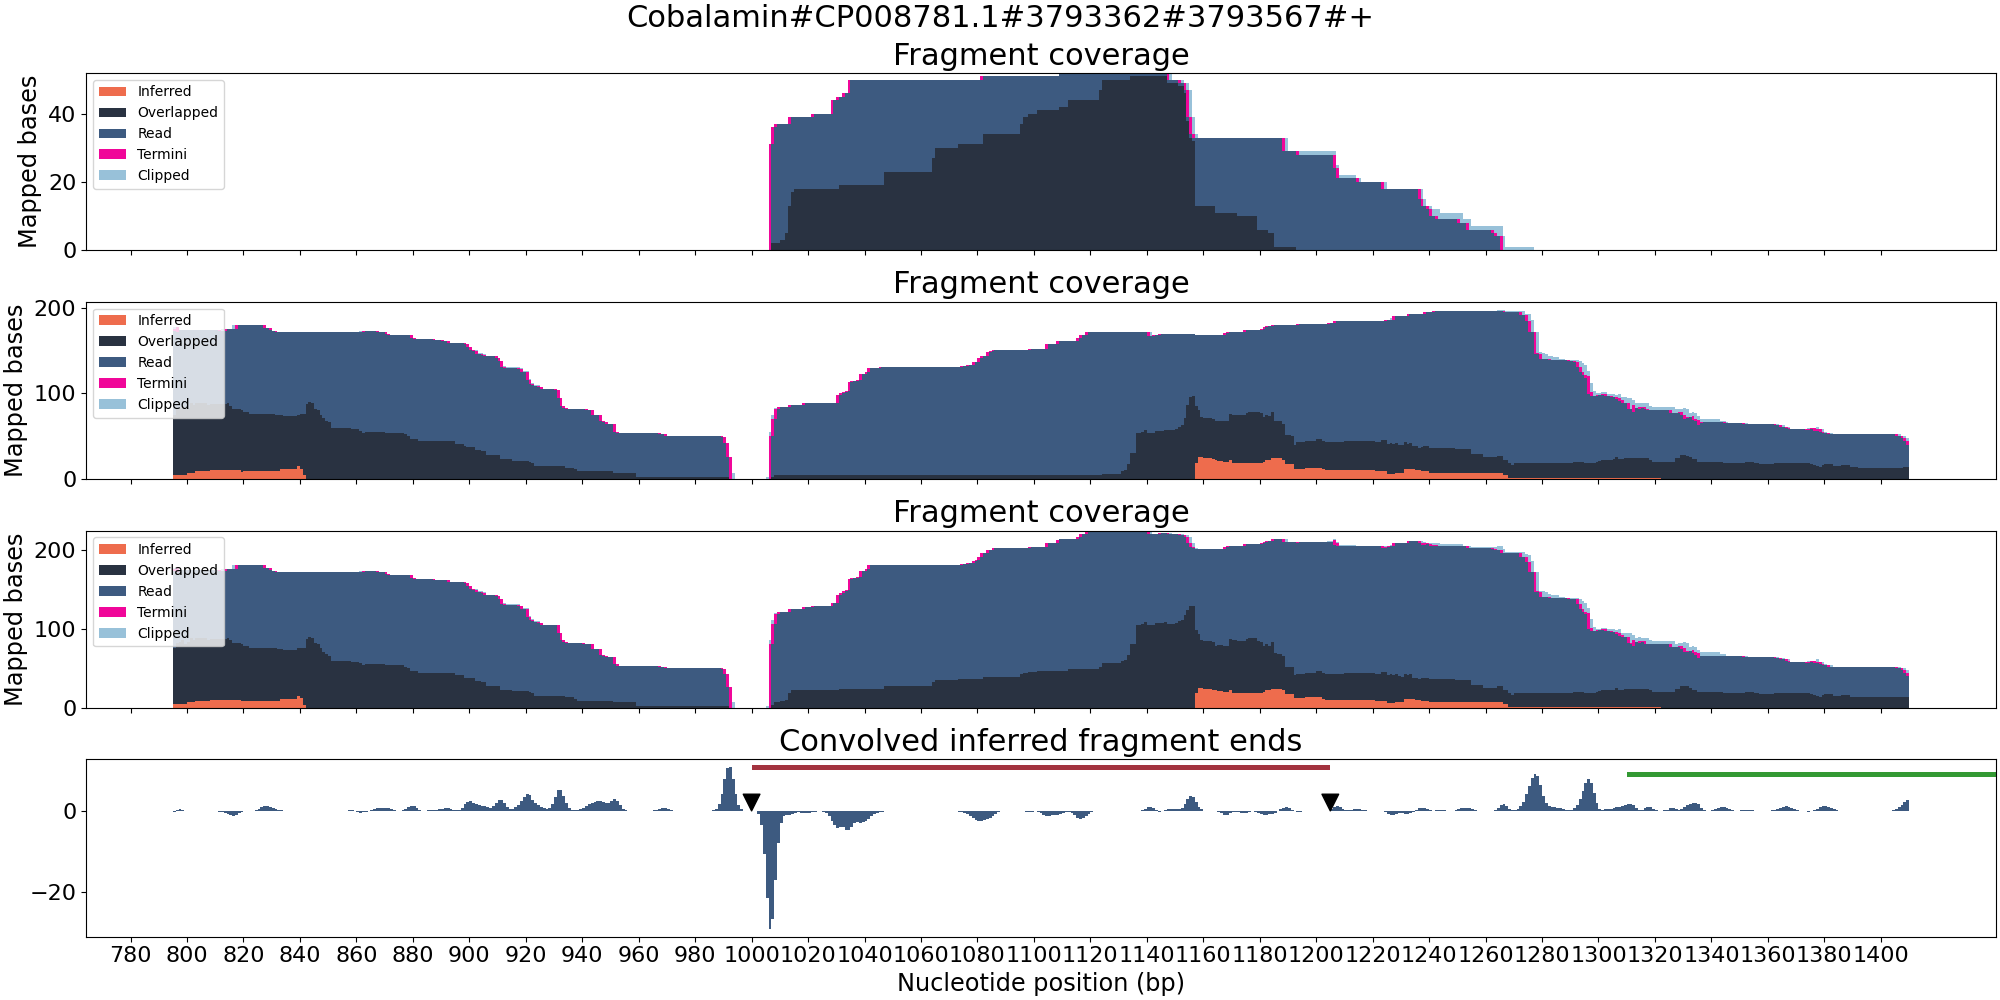 Cobalamin#CP008781.1#3793362#3793567#+
Fragment coverage
Mapped bases
40
20
0
Inferred
Overlapped
Read
Termini
Clipped
Fragment coverage
Mapped bases
200
100
0
Inferred
Overlapped
Read
Termini
Clipped
Fragment coverage
Mapped bases
200
100
0
Inferred
Overlapped
Read
Termini
Clipped
Convolved inferred fragment ends
0
−20
780 800 820 840 860 880 900 920 940 960 980 1000 1020 1040 1060 1080 1100 1120 1140 1160 1180 1200 1220 1240 1260 1280 1300 1320 1340 1360 1380 1400
Nucleotide position (bp)